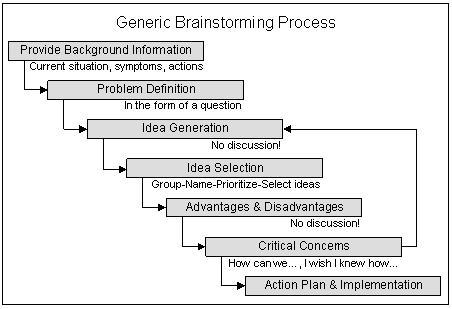 Generic Brainstorming Process
Provide Background Information
Current situation, symptoms, actions
Problem Definition
In the form of a question
Idea Generation
No discussion!
Idea Selection
Group-Name-Prioritize-Select ideas
Advantages & Disadvantages
No discussion!
Critical Concerns
How can we... , I wish I knew how...
Action Plan & Implementation